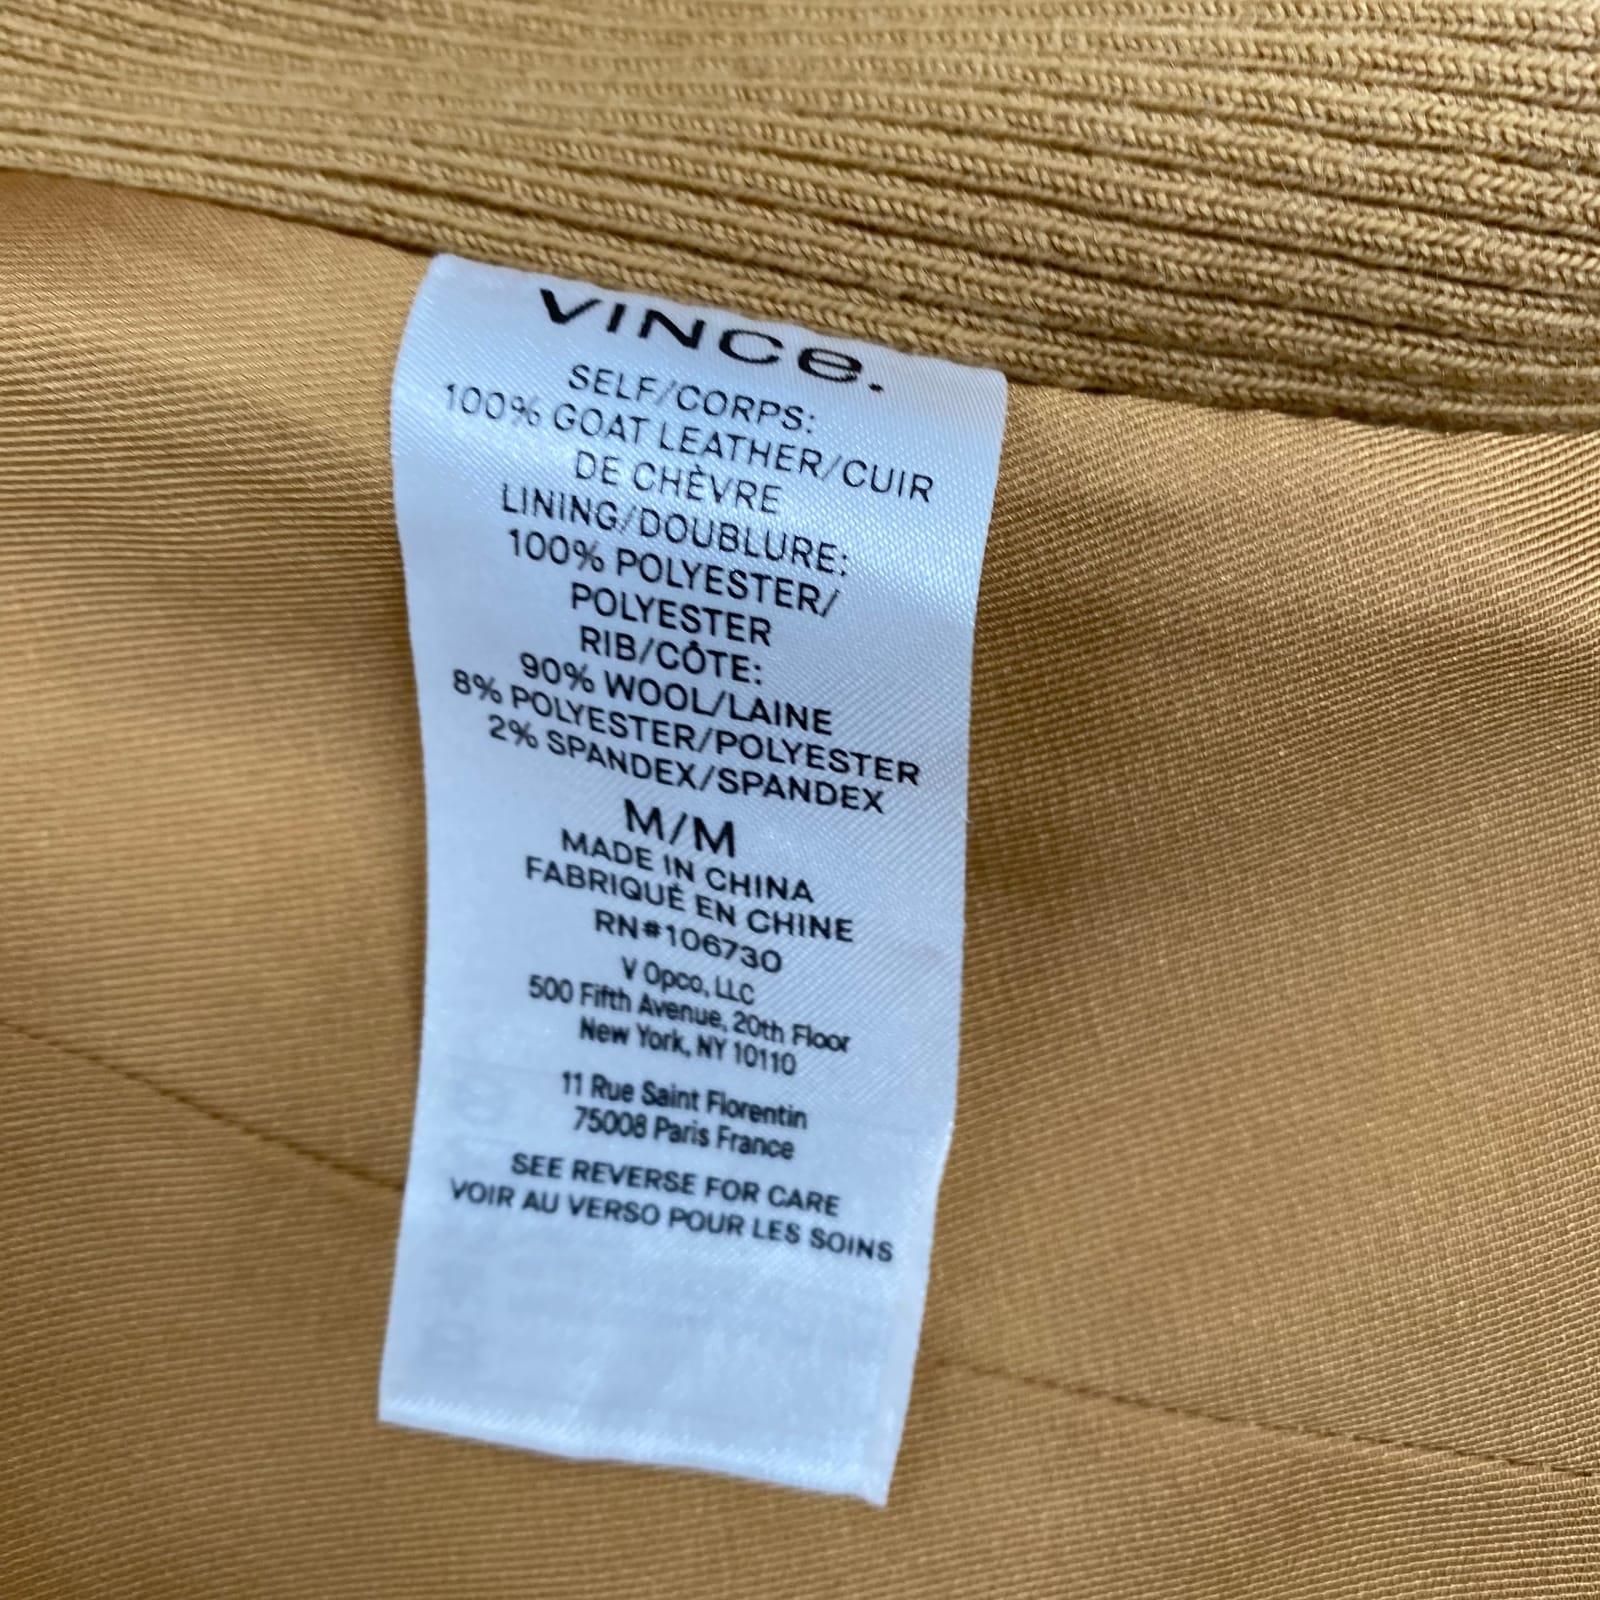 VINCe.
SELF/CORPS:
100% GOAT LEATHER/CUIR
DE CHÈVRE
LINING/DOUBLURE:
100% POLYESTER/
POLYESTER
RIB/CÔTE:
90% WOOL/LAINE
8% POLYESTER/POLYESTER
2% SPANDEX/SPANDEX
M/M
MADE IN CHINA
FABRIQUÉ EN CHINE
RN#106730
V Opco, LLC
500 Fifth Avenue, 20th Floor
New York, NY 10110
11 Rue Saint Florentin
75008 Paris France
SEE REVERSE FOR CARE
VOIR AU VERSO POUR LES SOINS